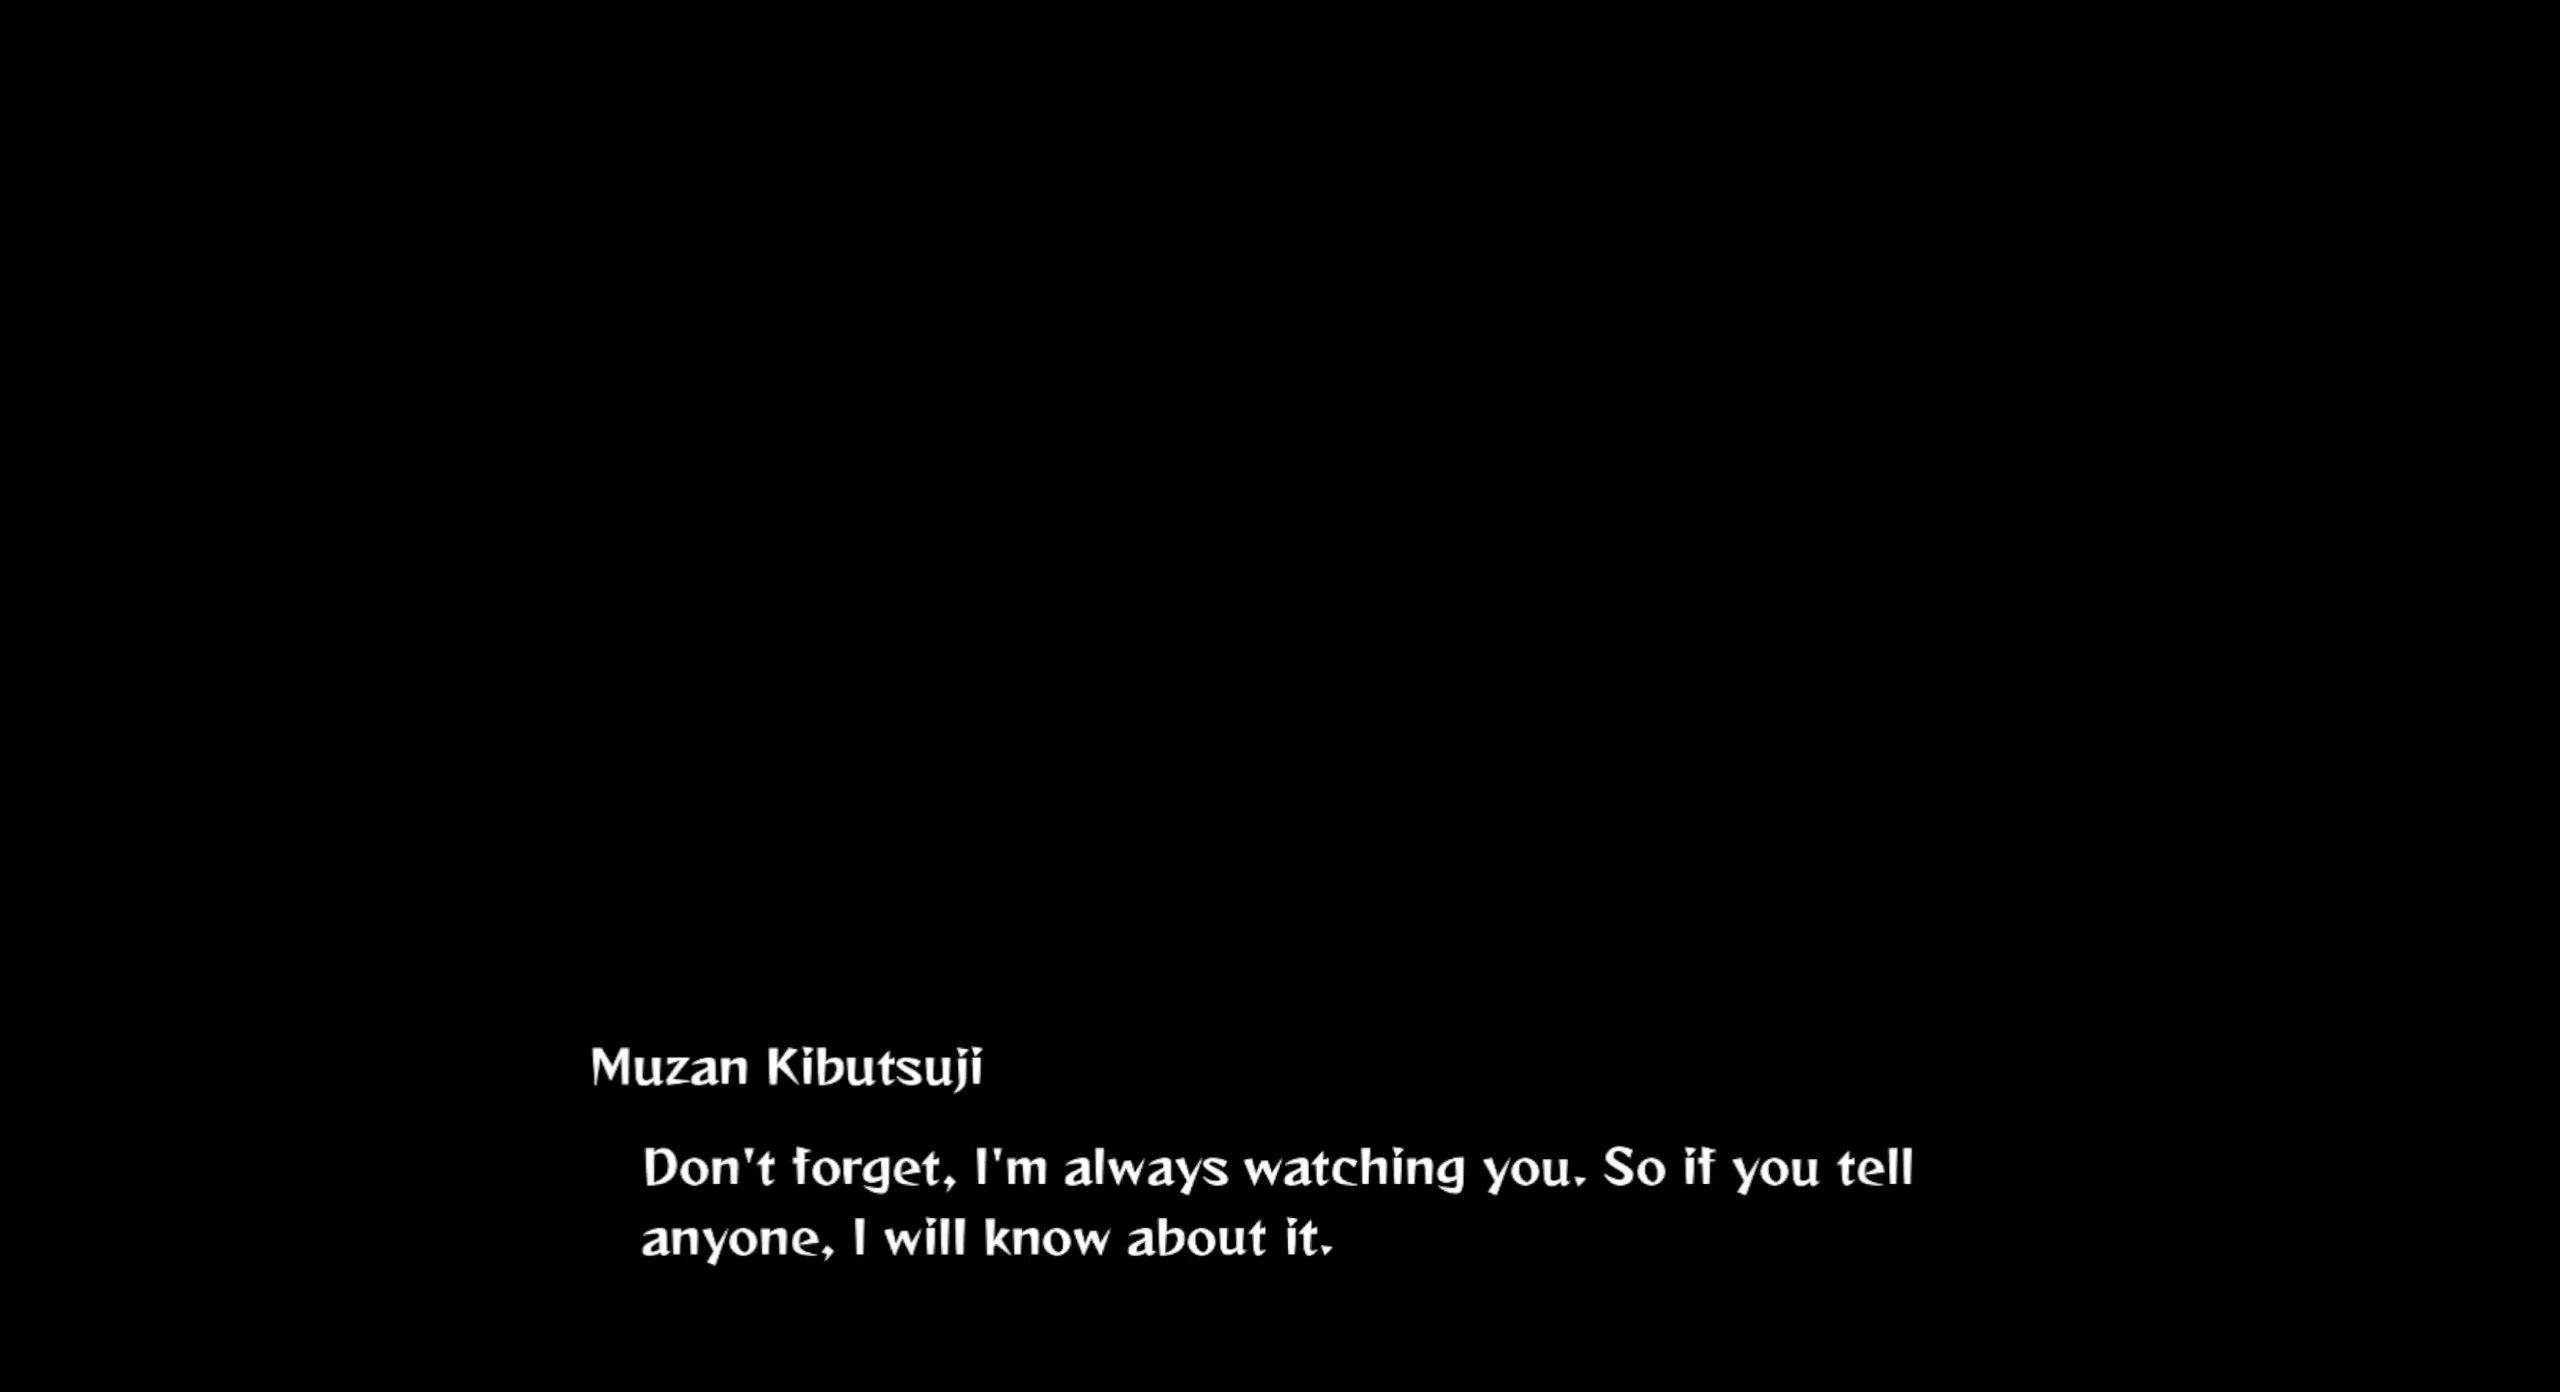 Muzan Kibutsuji
Don't forget, I'm always watching you. So if you tell
anyone, I will know about it.